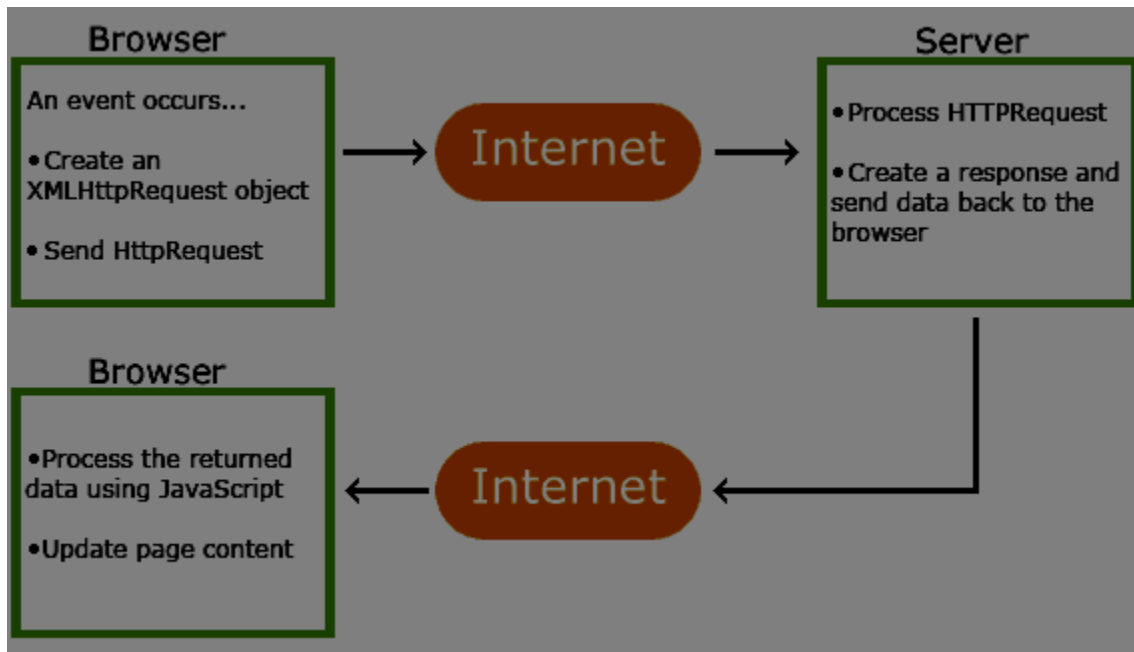 Browser
An event occurs...
•Create an
XMLHttpRequest object
• Send HttpRequest
Internet
Server
•Process HTTPRequest
•Create a response and
send data back to the
browser
Browser
•Process the returned
data using JavaScript
•Update page content
Internet